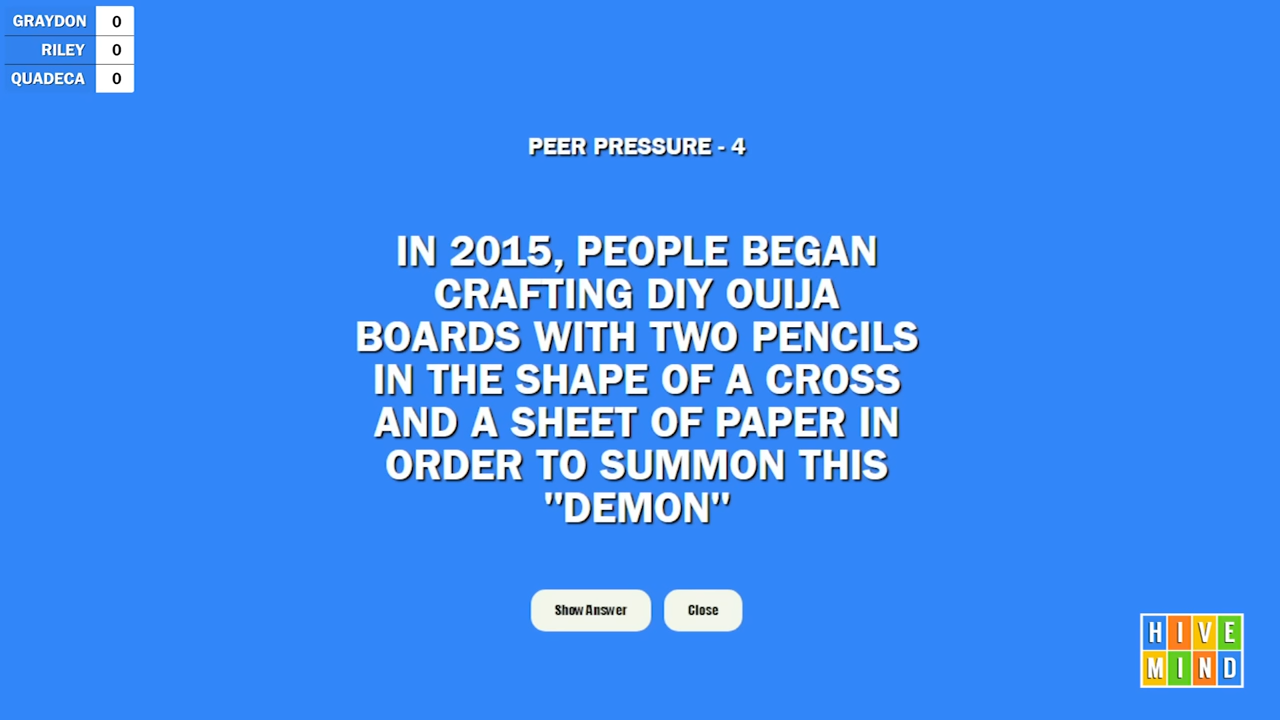 GRAYDON 0
RILEY 0
QUADECA 0
PEER PRESSURE - 4
IN 2015, PEOPLE BEGAN
CRAFTING DIY OUIJA
BOARDS WITH TWO PENCILS
IN THE SHAPE OF A CROSS
AND A SHEET OF PAPER IN
ORDER TO SUMMON THIS
"DEMON"
Show Answer Close
HIVE
MIND